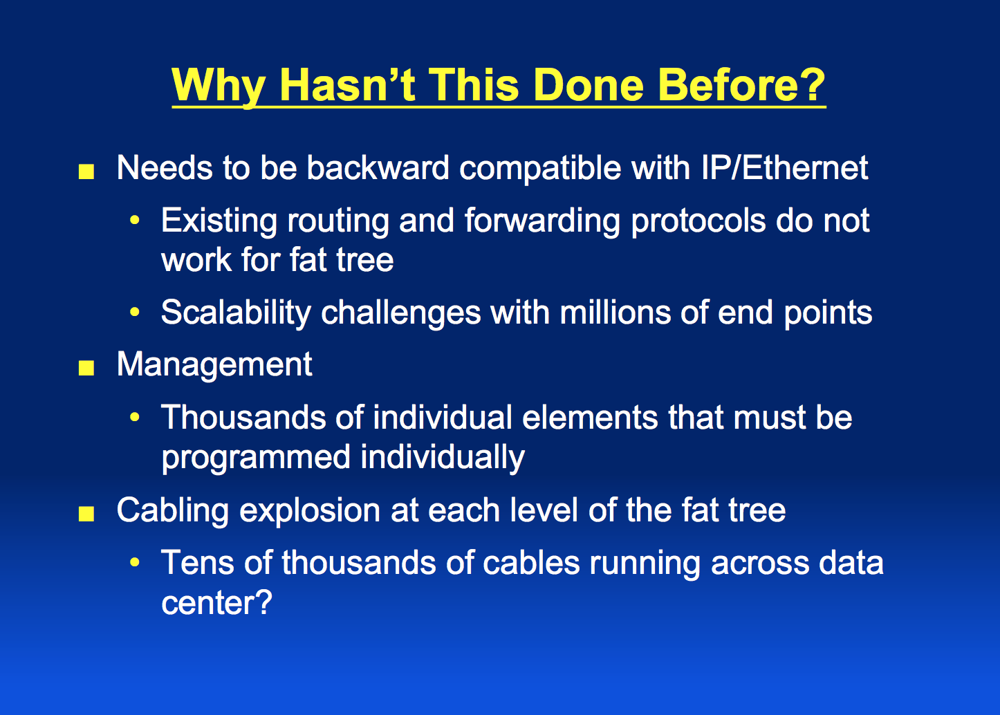 Why Hasn’t This Done Before?
■ Needs to be backward compatible with IP/Ethernet
• Existing routing and forwarding protocols do not
work for fat tree
• Scalability challenges with millions of end points
■ Management
• Thousands of individual elements that must be
programmed individually
■ Cabling explosion at each level of the fat tree
• Tens of thousands of cables running across data
center?